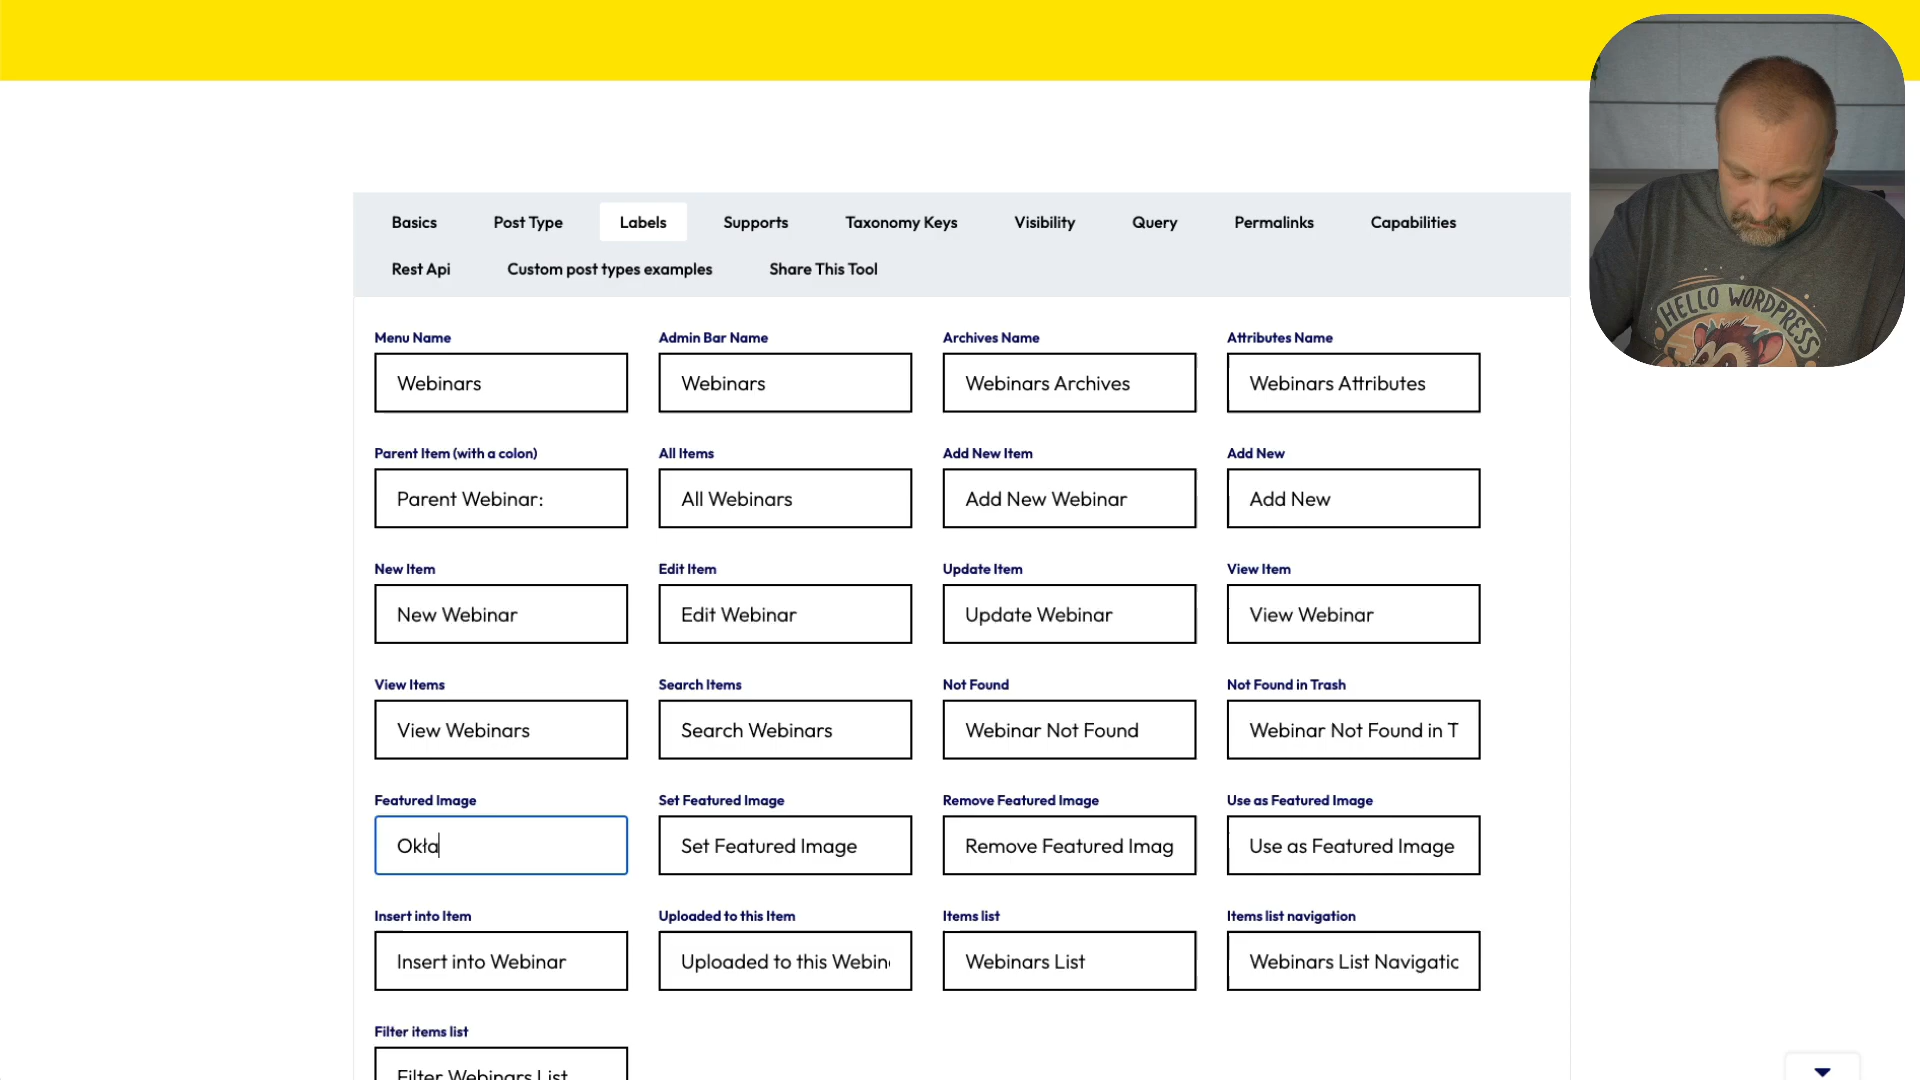 HELLO WORDPRESS
Basics Post Type Labels Supports Taxonomy Keys Visibility Query Permalinks Capabilities
Rest Api Custom post types examples Share This Tool
Menu Name Admin Bar Name Archives Name Attributes Name
Webinars Webinars Webinars Archives Webinars Attributes
Parent Item (with a colon) All Items Add New Item Add New
Parent Webinar: All Webinars Add New Webinar Add New
New Item Edit Item Update Item View Item
New Webinar Edit Webinar Update Webinar View Webinar
View Items Search Items Not Found Not Found in Trash
View Webinars Search Webinars Webinar Not Found Webinar Not Found in T
Featured Image Set Featured Image Remove Featured Image Use as Featured Image
Okła Set Featured Image Remove Featured Imag Use as Featured Image
Insert into Item Uploaded to this Item Items list Items list navigation
Insert into Webinar Uploaded to this Webin Webinars List Webinars List Navigatic
Filter items list
Filter Webinars List